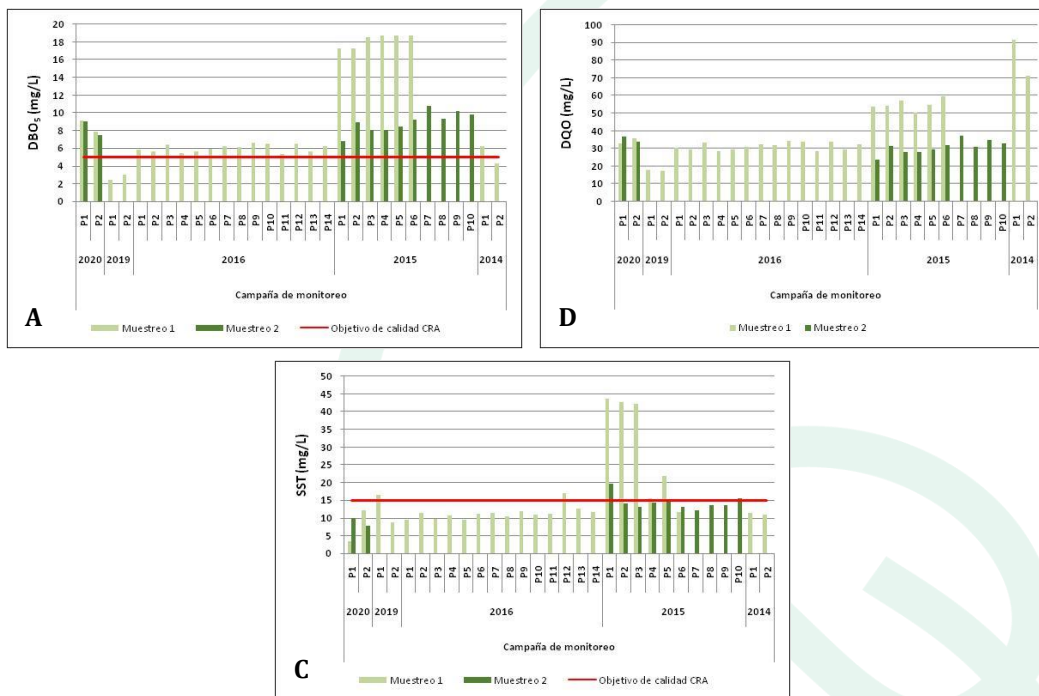 20
18
16
14
12
10
8
6
4
2
0
DBO₅ (mg/L)
P1 P2 P1 P2 P1 P2 P3 P4 P5 P6 P7 P8 P9 P10 P11 P12 P13 P14 P1 P2 P3 P4 P5 P6 P7 P8 P9 P10 P1 P2
2020 2019 2016 2015 2014
Campaña de monitoreo
A
Muestreo 1 Muestreo 2 Objetivo de calidad CRA
100
90
80
70
60
50
40
30
20
10
0
DQO (mg/L)
P1 P2 P1 P2 P1 P2 P3 P4 P5 P6 P7 P8 P9 P10 P11 P12 P13 P14 P1 P2 P3 P4 P5 P6 P7 P8 P9 P10 P1 P2
2020 2019 2016 2015 2014
Campaña de monitoreo
D
Muestreo 1 Muestreo 2
50
45
40
35
30
25
20
15
10
5
0
SST (mg/L)
P1 P2 P1 P2 P1 P2 P3 P4 P5 P6 P7 P8 P9 P10 P11 P12 P13 P14 P1 P2 P3 P4 P5 P6 P7 P8 P9 P10 P1 P2
2020 2019 2016 2015 2014
Campaña de monitoreo
C
Muestreo 1 Muestreo 2 Objetivo de calidad CRA